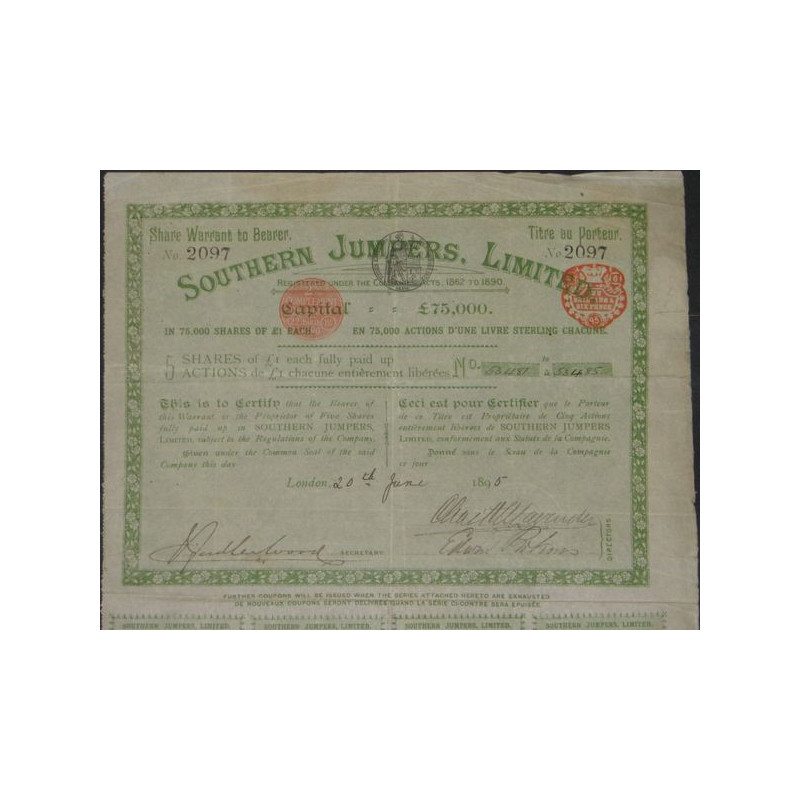 Share Warrant to Bearer.
No. 2097
Titre au Porteur.
No. 2097
SOUTHERN JUMPERS, LIMITED.
REGISTERED UNDER THE COMPANIES ACTS, 1862 TO 1890.
Capital = = £75,000.
IN 75,000 SHARES OF £1 EACH.
EN 75,000 ACTIONS D'UNE LIVRE STERLING CHACUNE.
5 SHARES of £1 each fully paid up
ACTIONS de £1 chacune entièrement libérées
No. 53481 to à 53485
This is to Certify that the Bearer of
this Warrant is the Proprietor of Five Shares
fully paid up in SOUTHERN JUMPERS,
LIMITED, subject to the Regulations of the Company.
Given under the Common Seal of the said
Company this day
Ceci est pour Certifier que le Porteur
de ce Titre est Propriétaire de Cinq Actions
entièrement libérées de SOUTHERN JUMPERS
LIMITED, conformément aux Statuts de la Compagnie.
Donné sous le Sceau de la Compagnie
ce jour
London, 20th June 1895
SECRETARY
DIRECTORS
FURTHER COUPONS WILL BE ISSUED WHEN THE SERIES ATTACHED HERETO ARE EXHAUSTED
DE NOUVEAUX COUPONS SERONT DELIVRÉS QUAND LA SÉRIE CI-CONTRE SERA ÉPUISÉE.
SOUTHERN JUMPERS, LIMITED.
SOUTHERN JUMPERS, LIMITED.
SOUTHERN JUMPERS, LIMITED.
SOUTHERN JUMPERS, LIMITED.